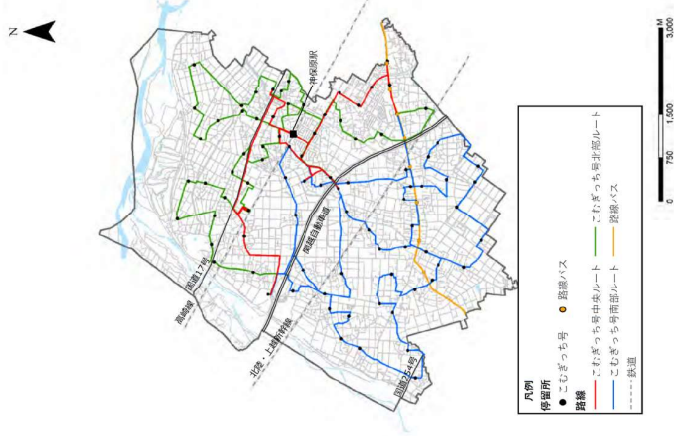 N
神保原駅
国道17号
高崎線
関越自動車道
北陸・上越新幹線
国道254号
凡例
停留所
こむぎっち号 路線バス
路線
こむぎっち号中央ルート こむぎっち号北部ルート
こむぎっち号南部ルート 路線バス
鉄道
0 750 1,500 3,000
M